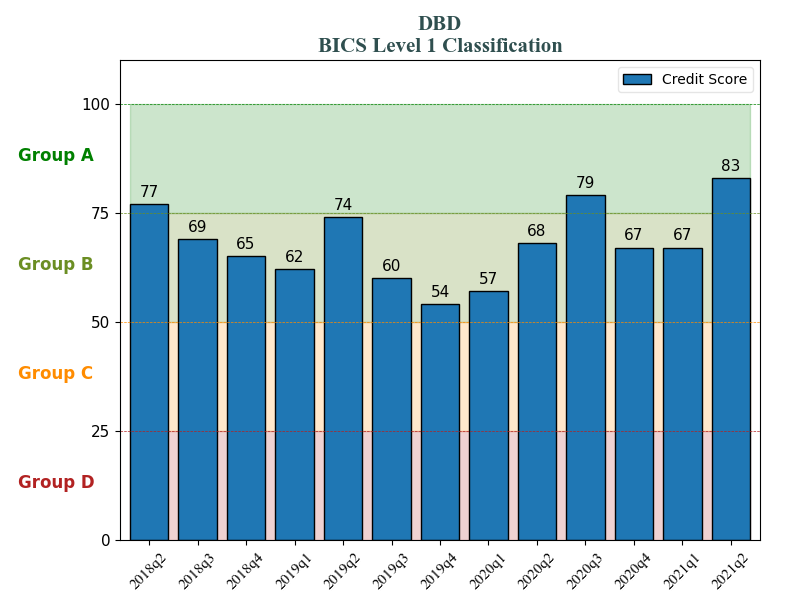 DBD
BICS Level 1 Classification
Credit Score
100
Group A
77
69
65
62
74
60
54
57
68
79
67
67
83
75
Group B
50
Group C
25
Group D
0
2018q2
2018q3
2018q4
2019q1
2019q2
2019q3
2019q4
2020q1
2020q2
2020q3
2020q4
2021q1
2021q2